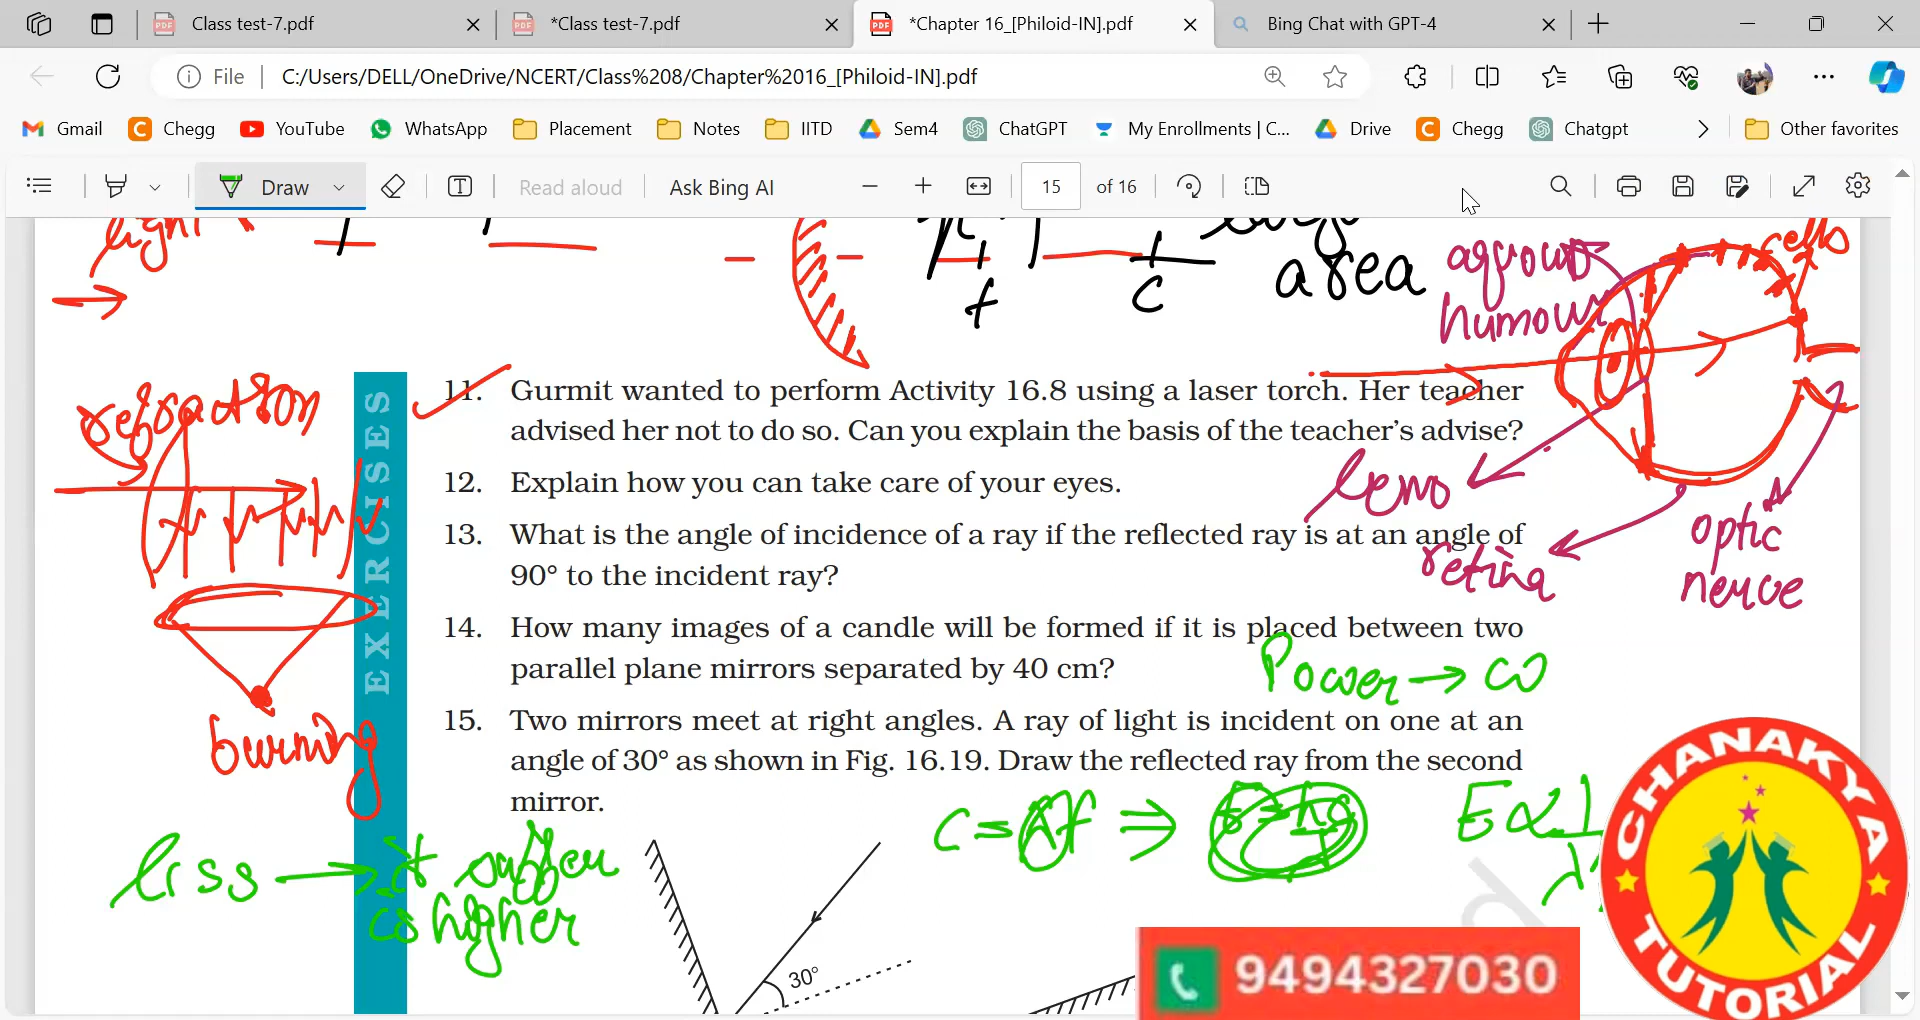 Class test-7.pdf
*Class test-7.pdf
*Chapter 16_[Philoid-IN].pdf
Bing Chat with GPT-4
File
C:/Users/DELL/OneDrive/NCERT/Class%208/Chapter%2016_[Philoid-IN].pdf
Gmail
Chegg
YouTube
WhatsApp
Placement
Notes
IITD
Sem4
ChatGPT
My Enrollments | C...
Drive
Chegg
Chatgpt
Other favorites
Draw
Read aloud
Ask Bing AI
15
of 16
light
f
c
area
aquous
humour
cells
refraction
EXERCISES
11. Gurmit wanted to perform Activity 16.8 using a laser torch. Her teacher
advised her not to do so. Can you explain the basis of the teacher's advise?
12. Explain how you can take care of your eyes.
lens
13. What is the angle of incidence of a ray if the reflected ray is at an angle of
90° to the incident ray?
retina
optic
nerve
14. How many images of a candle will be formed if it is placed between two
parallel plane mirrors separated by 40 cm?
Power → ω
burning
15. Two mirrors meet at right angles. A ray of light is incident on one at an
angle of 30° as shown in Fig. 16.19. Draw the reflected ray from the second
mirror.
c = λf ⇒
E ∝ 1
λ
less → it suffer
higher
30°
CHANAKYA
TUTORIAL
9494327030